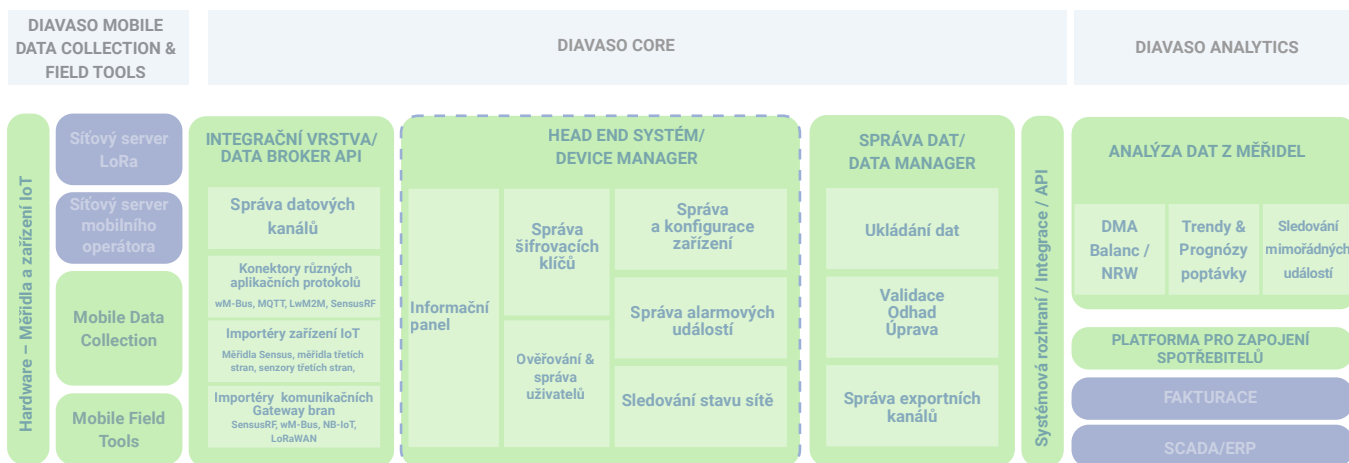 DIAVASO MOBILE
DATA COLLECTION &
FIELD TOOLS
DIAVASO CORE
DIAVASO ANALYTICS
Hardware – Měřidla a zařízení IoT
Síťový server
LoRa
Síťový server
mobilního
operátora
Mobile Data
Collection
Mobile Field
Tools
INTEGRAČNÍ VRSTVA/
DATA BROKER API
Správa datových
kanálů
Konektory různých
aplikačních protokolů
wM-Bus, MQTT, LwM2M, SensusRF
Importéry zařízení IoT
Měřidla Sensus, měřidla třetích
stran, senzory třetích stran,
Importéry komunikačních
Gateway bran
SensusRF, wM-Bus, NB-IoT,
LoRaWAN
HEAD END SYSTÉM/
DEVICE MANAGER
Informační
panel
Správa
šifrovacích
klíčů
Ověřování &
správa
uživatelů
Správa
a konfigurace
zařízení
Správa alarmových
událostí
Sledování stavu sítě
SPRÁVA DAT/
DATA MANAGER
Ukládání dat
Validace
Odhad
Úprava
Správa exportních
kanálů
Systémová rozhraní / Integrace / API
ANALÝZA DAT Z MĚŘIDEL
DMA
Balanc /
NRW
Trendy &
Prognózy
poptávky
Sledování
mimořádných
událostí
PLATFORMA PRO ZAPOJENÍ
SPOTŘEBITELŮ
FAKTURACE
SCADA/ERP